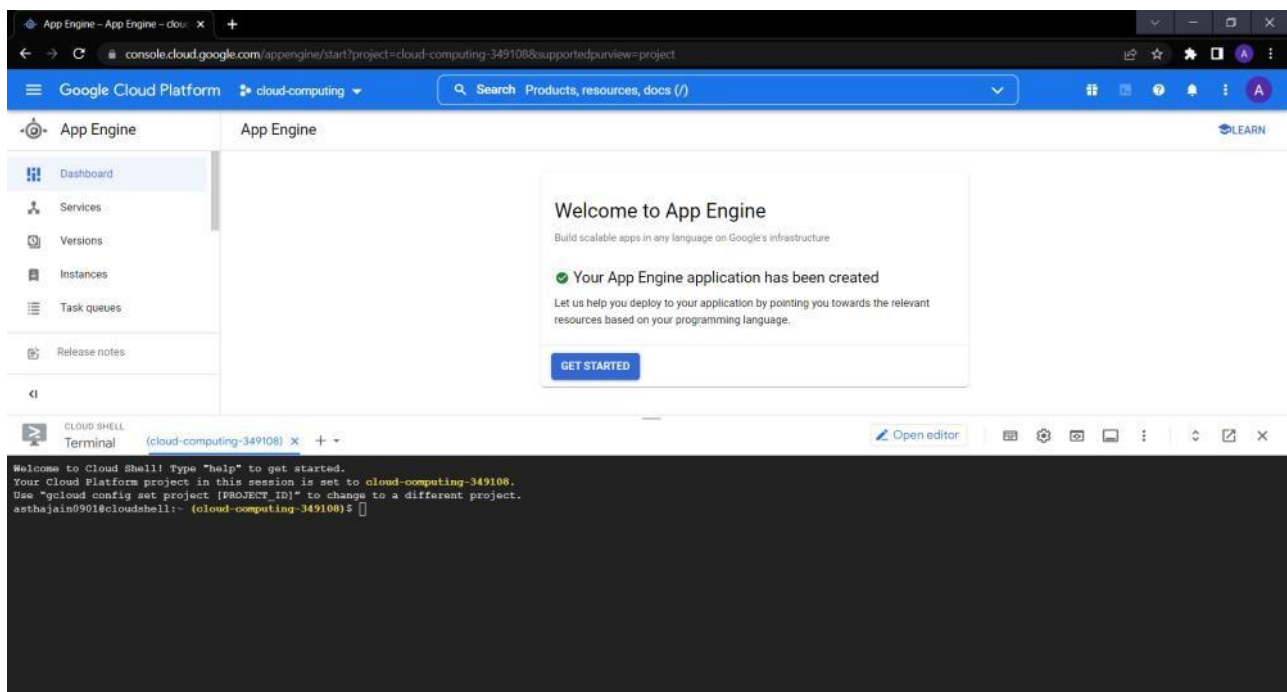 App Engine – App Engine – clou
console.cloud.google.com/appengine/start?project=cloud-computing-349108&supportedpurview=project
A
Google Cloud Platform
cloud-computing
Search Products, resources, docs (/)
A
App Engine
App Engine
LEARN
Dashboard
Services
Versions
Instances
Task queues
Release notes
Welcome to App Engine
Build scalable apps in any language on Google's infrastructure
Your App Engine application has been created
Let us help you deploy to your application by pointing you towards the relevant
resources based on your programming language.
GET STARTED
CLOUD SHELL
Terminal
(cloud-computing-349108)
Open editor
Welcome to Cloud Shell! Type "help" to get started.
Your Cloud Platform project in this session is set to cloud-computing-349108.
Use "gcloud config set project [PROJECT_ID]" to change to a different project.
asthajain0901@cloudshell:~ (cloud-computing-349108)$